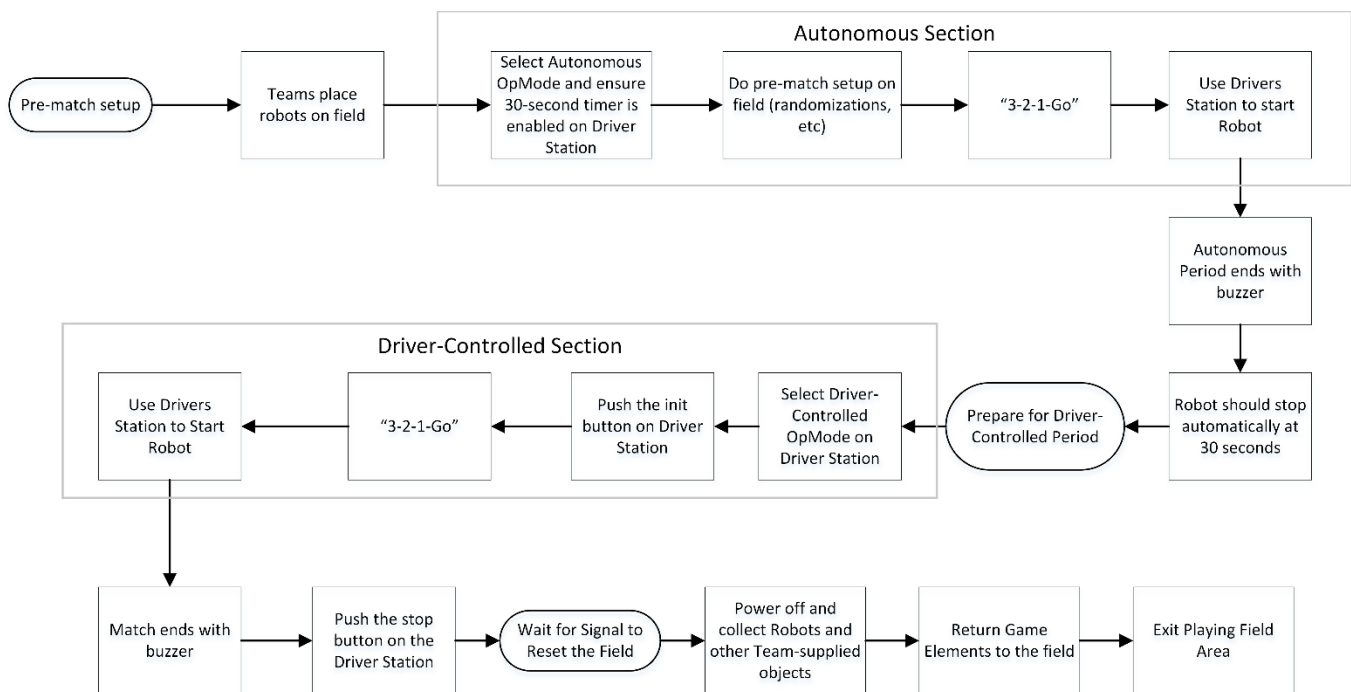 Autonomous Section
Pre-match setup
Teams place
robots on field
Select Autonomous
OpMode and ensure
30-second timer is
enabled on Driver
Station
Do pre-match setup on
field (randomizations,
etc)
“3-2-1-Go”
Use Drivers
Station to start
Robot
Autonomous
Period ends with
buzzer
Robot should stop
automatically at
30 seconds
Prepare for Driver-
Controlled Period
Driver-Controlled Section
Select Driver-
Controlled
OpMode on
Driver Station
Push the init
button on Driver
Station
“3-2-1-Go”
Use Drivers
Station to Start
Robot
Match ends with
buzzer
Push the stop
button on the
Driver Station
Wait for Signal to
Reset the Field
Power off and
collect Robots and
other Team-supplied
objects
Return Game
Elements to the field
Exit Playing Field
Area